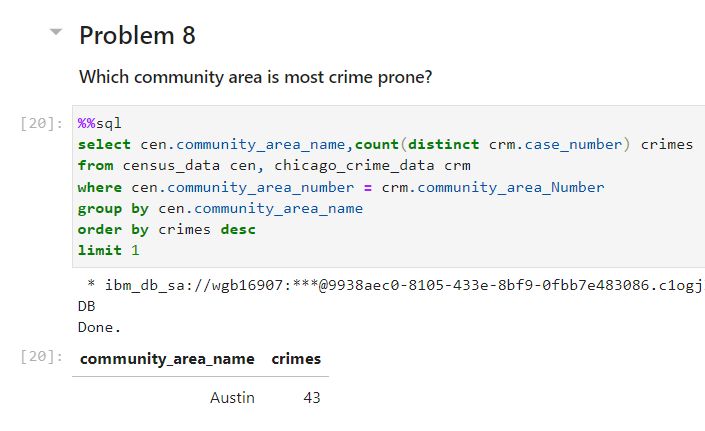 Problem 8
Which community area is most crime prone?
[20]: %%sql
select cen.community_area_name,count(distinct crm.case_number) crimes
from census_data cen, chicago_crime_data crm
where cen.community_area_number = crm.community_area_Number
group by cen.community_area_name
order by crimes desc
limit 1
* ibm_db_sa://wgb16907:***@9938aec0-8105-433e-8bf9-0fbb7e483086.c1ogj
DB
Done.
[20]: community_area_name crimes
Austin 43